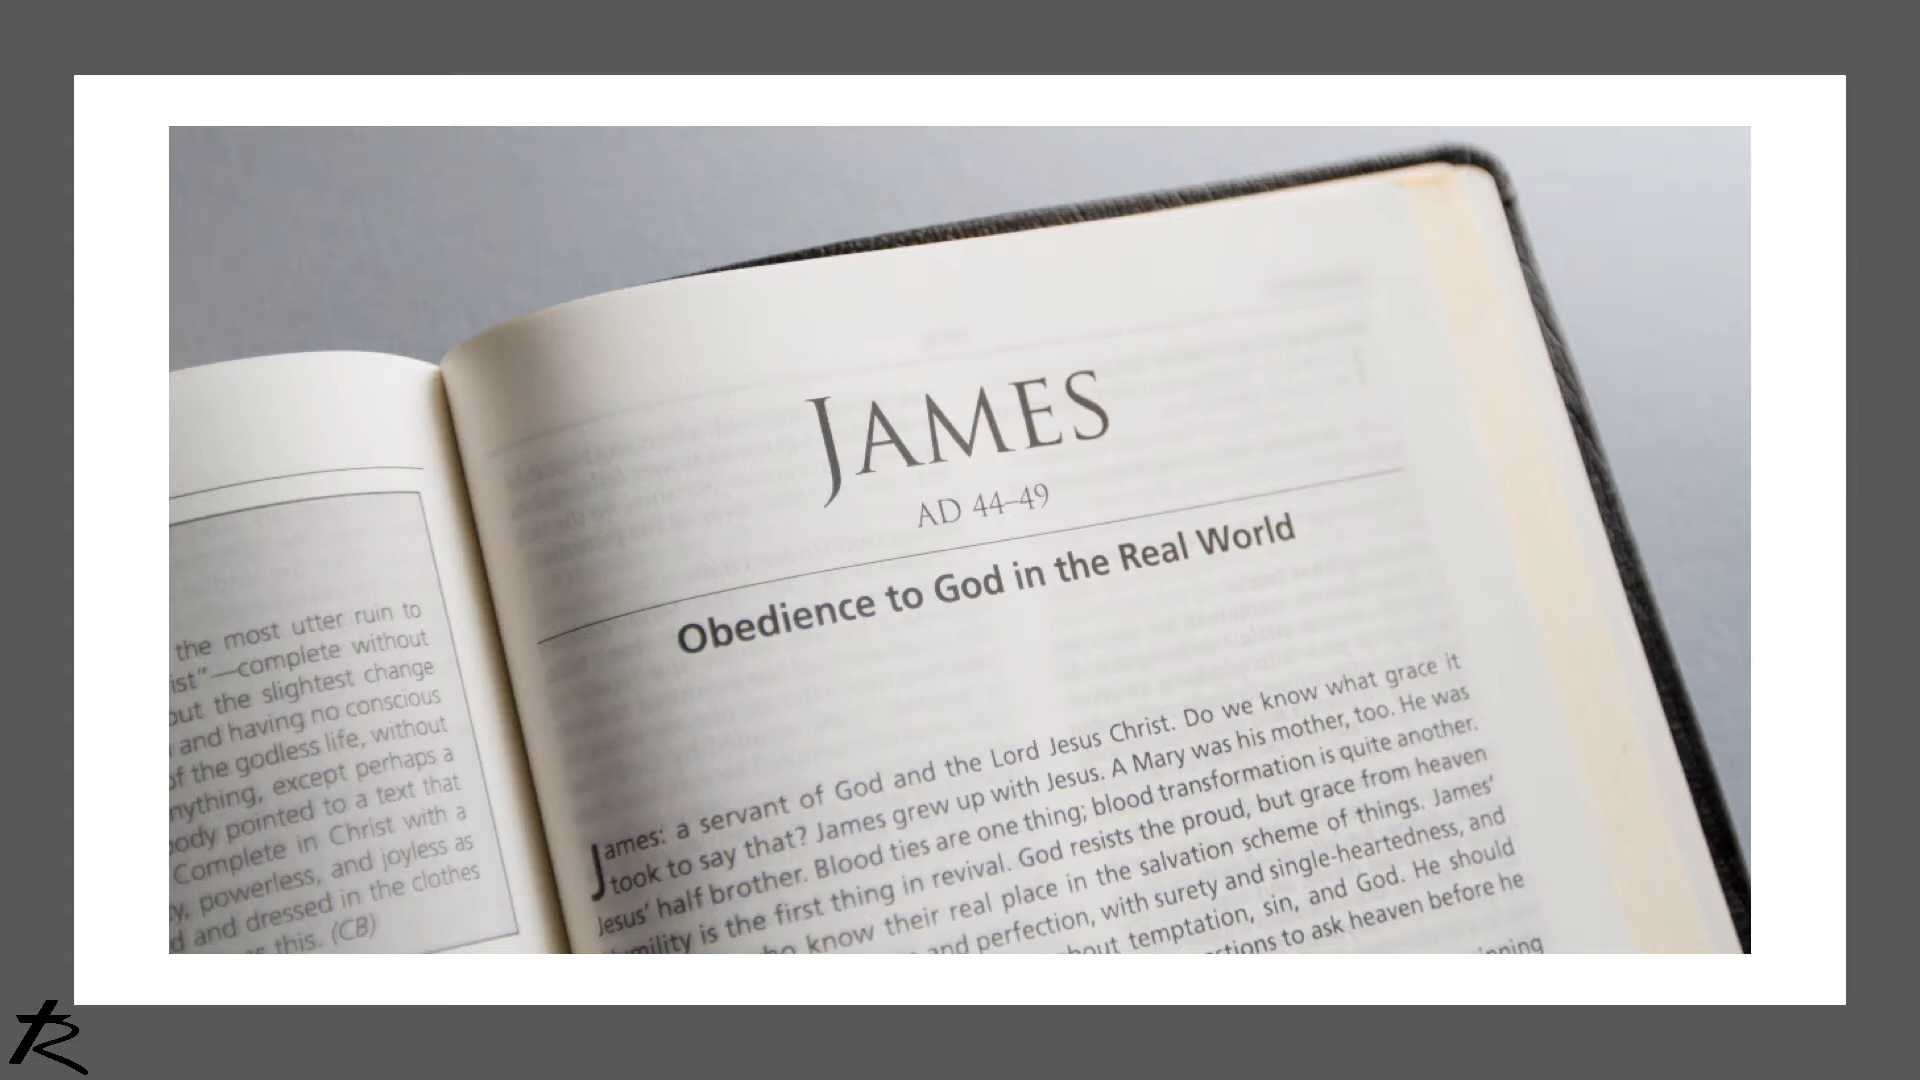 the most utter ruin to
ist”—complete without
out the slightest change
and having no conscious
of the godless life, without
nything, except perhaps a
body pointed to a text that
Complete in Christ with a
y, powerless, and joyless as
d and dressed in the clothes
this. (CB)
JAMES
AD 44–49
Obedience to God in the Real World
James: a servant of God and the Lord Jesus Christ. Do we know what grace it
took to say that? James grew up with Jesus. A Mary was his mother, too. He was
Jesus’ half brother. Blood ties are one thing; blood transformation is quite another.
Humility is the first thing in revival. God resists the proud, but grace from heaven
know their real place in the salvation scheme of things. James’
and perfection, with surety and single-heartedness, and
about temptation, sin, and God. He should
to ask heaven before he
R